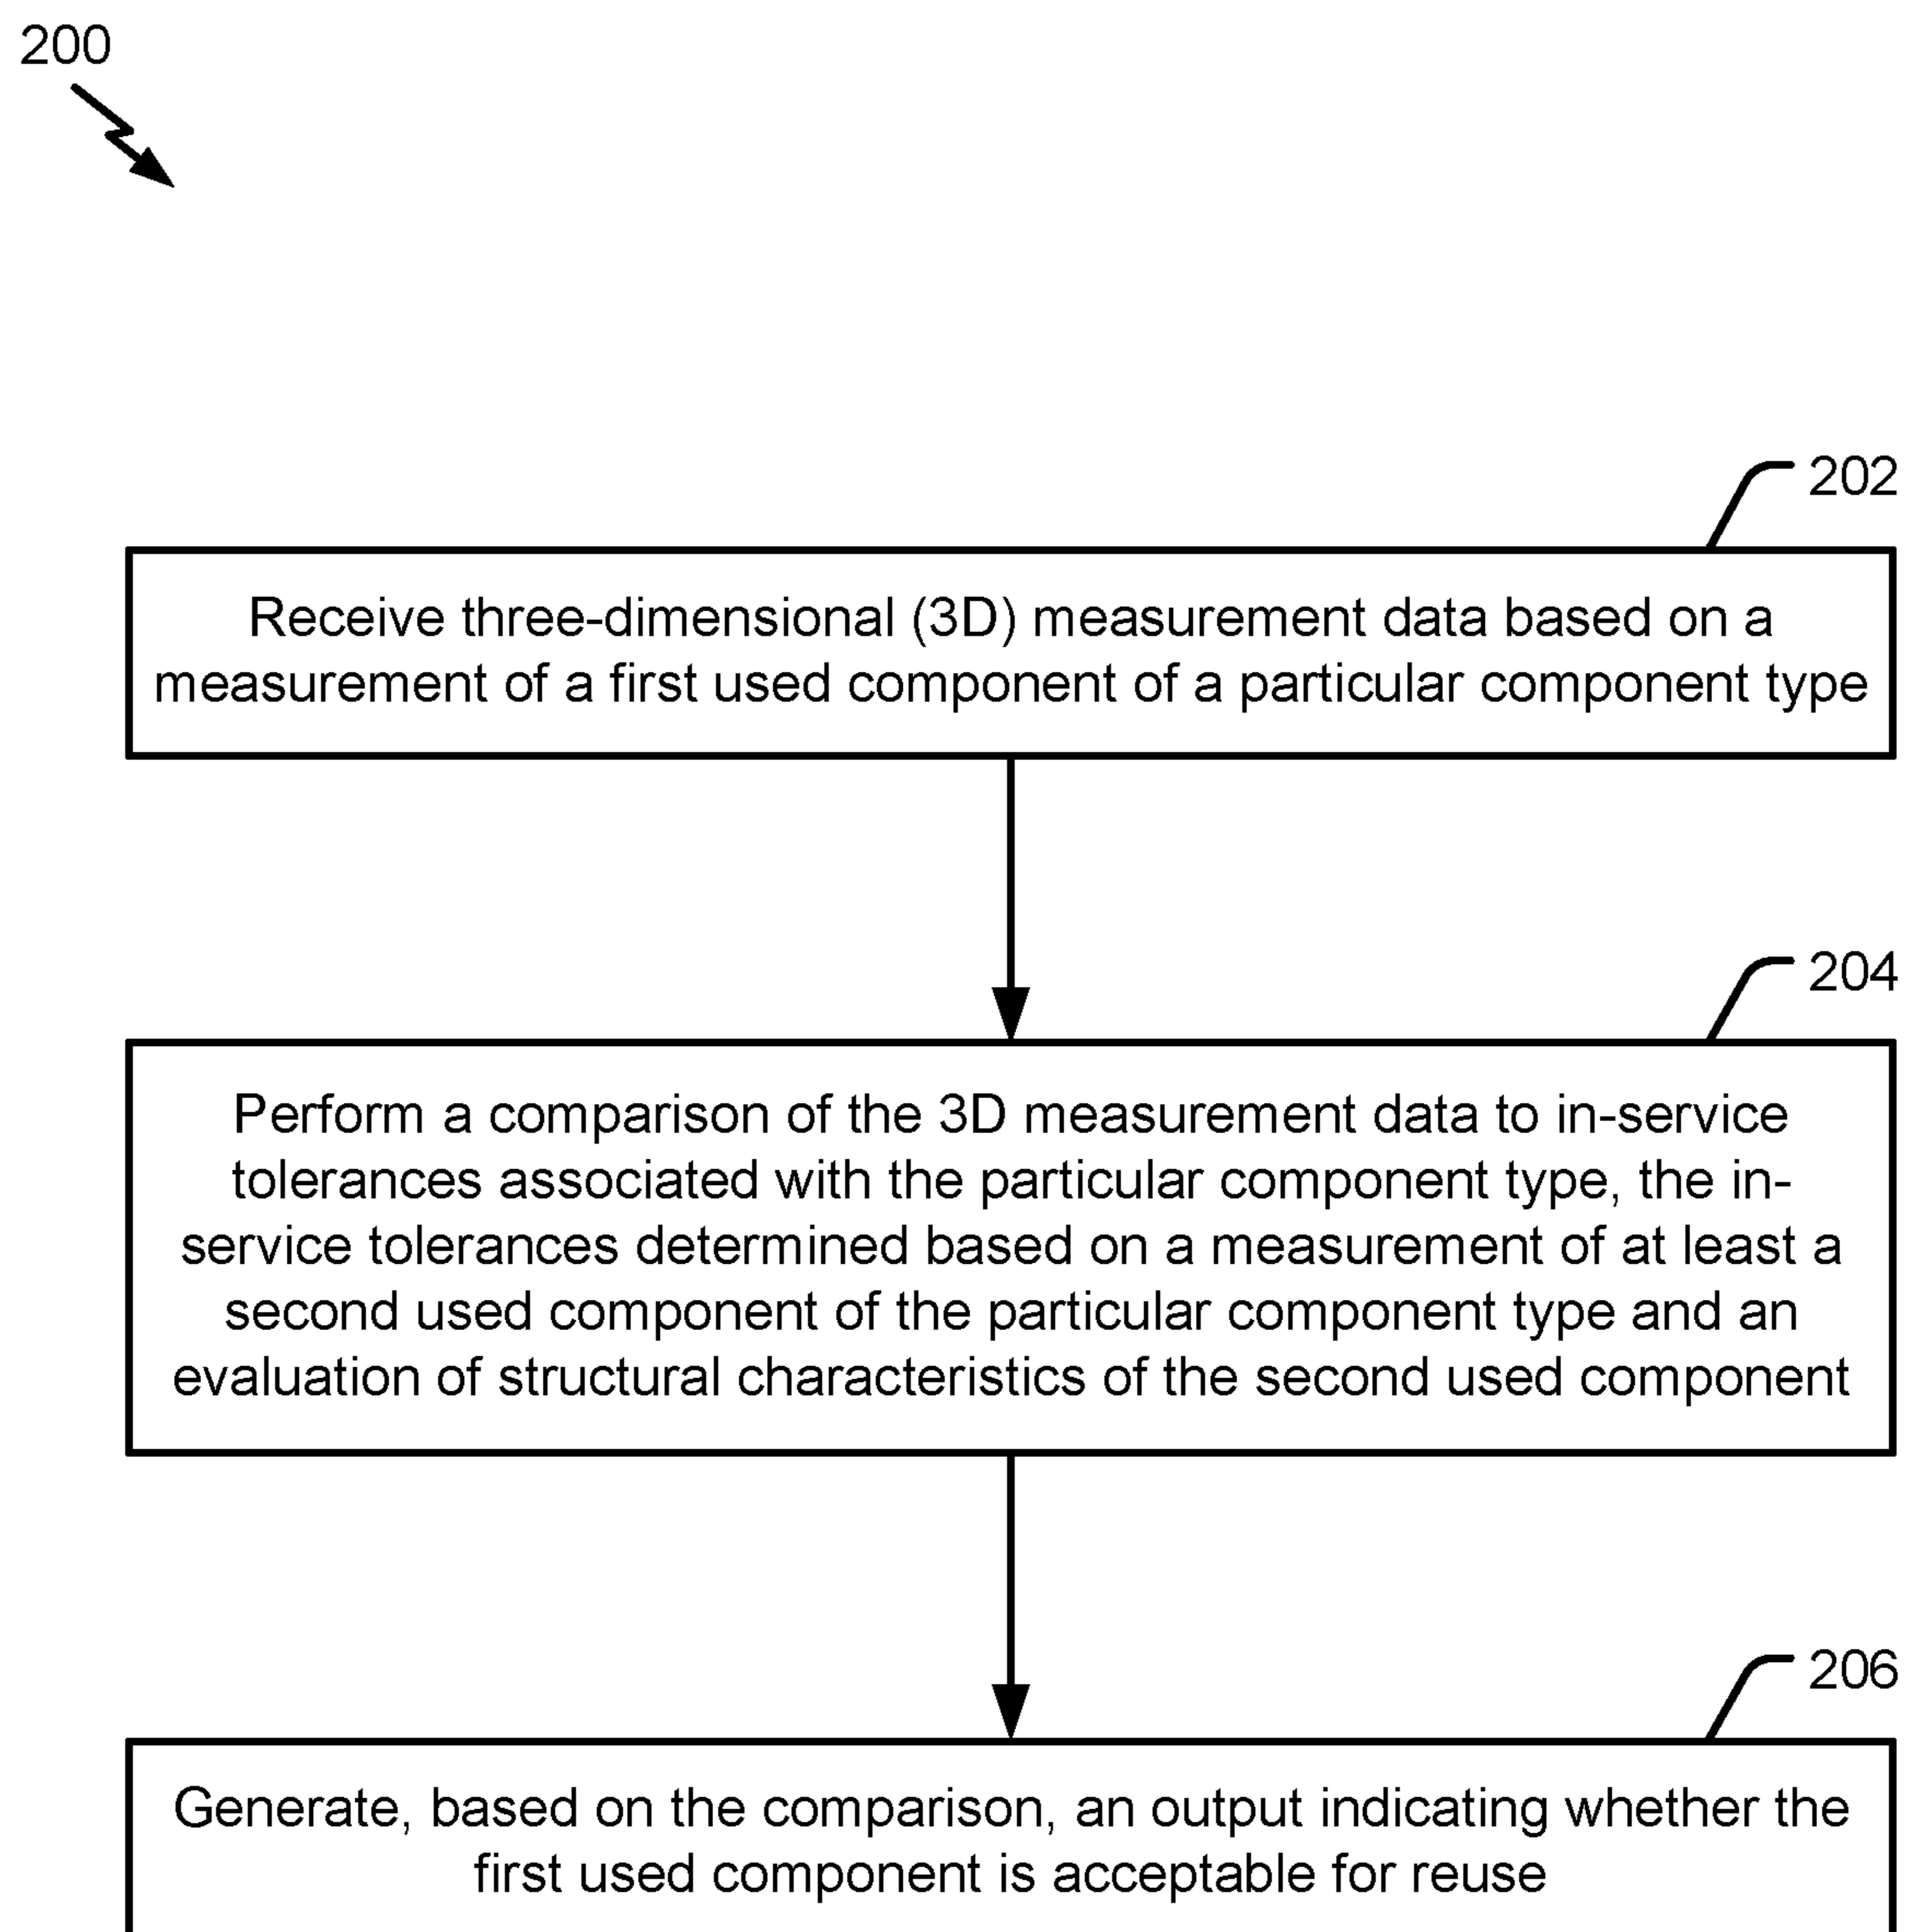 200
202
Receive three-dimensional (3D) measurement data based on a
measurement of a first used component of a particular component type
204
Perform a comparison of the 3D measurement data to in-service
tolerances associated with the particular component type, the in-
service tolerances determined based on a measurement of at least a
second used component of the particular component type and an
evaluation of structural characteristics of the second used component
206
Generate, based on the comparison, an output indicating whether the
first used component is acceptable for reuse